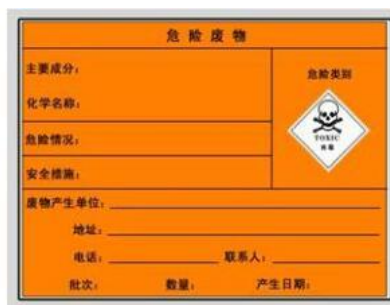 危险废物
主要成分：
危险类别
化学名称：
TOXIC
危险情况：
安全措施：
废物产生单位：
地址：
电话： 联系人：
批次： 数量： 产生日期：